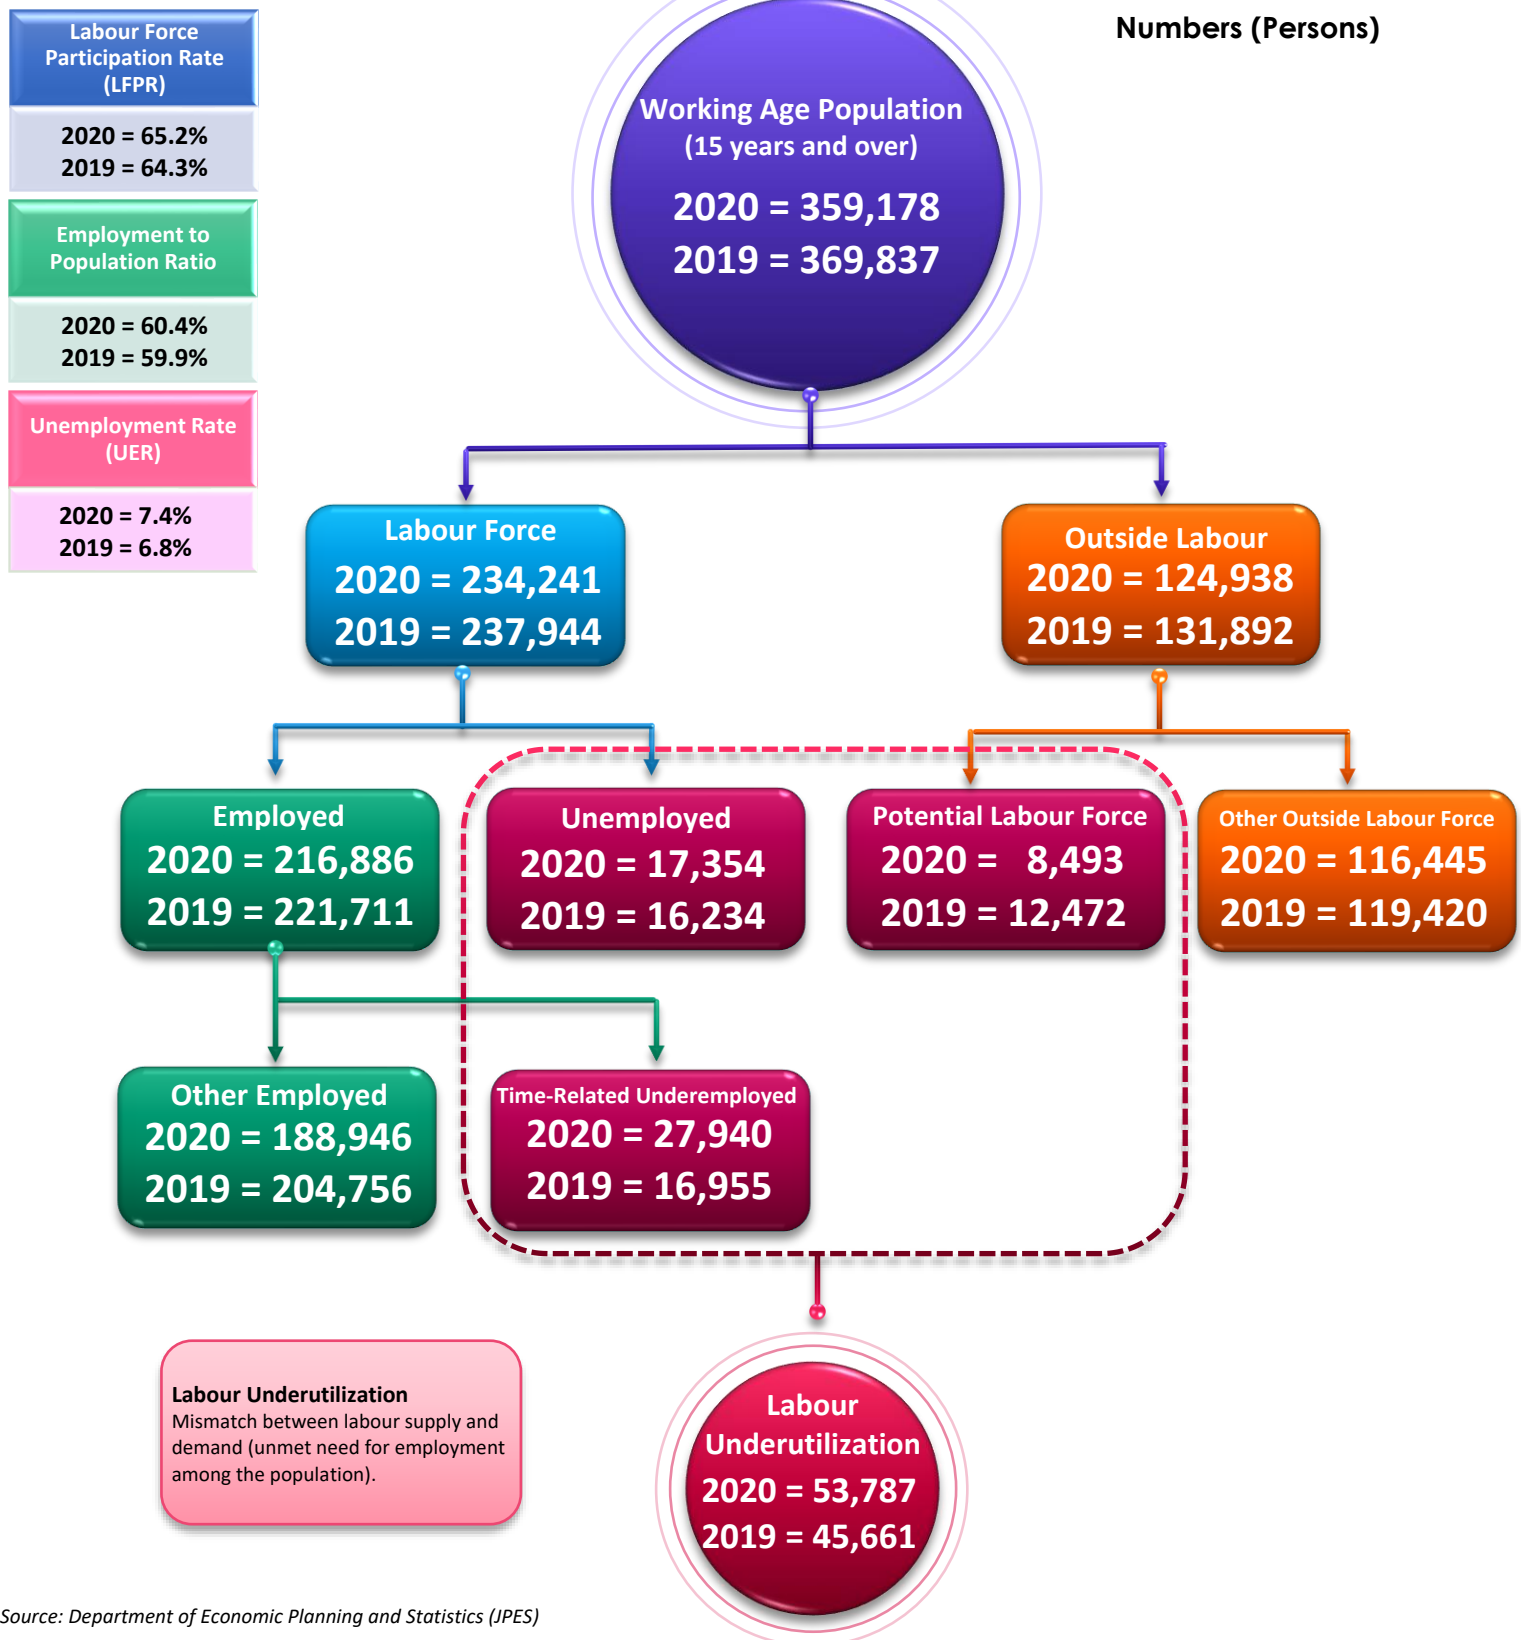 Labour Force
Participation Rate
(LFPR)
2020 = 65.2%
2019 = 64.3%
Employment to
Population Ratio
2020 = 60.4%
2019 = 59.9%
Unemployment Rate
(UER)
2020 = 7.4%
2019 = 6.8%
Numbers (Persons)
Working Age Population
(15 years and over)
2020 = 359,178
2019 = 369,837
Labour Force
2020 = 234,241
2019 = 237,944
Outside Labour
2020 = 124,938
2019 = 131,892
Employed
2020 = 216,886
2019 = 221,711
Unemployed
2020 = 17,354
2019 = 16,234
Potential Labour Force
2020 = 8,493
2019 = 12,472
Other Outside Labour Force
2020 = 116,445
2019 = 119,420
Other Employed
2020 = 188,946
2019 = 204,756
Time-Related Underemployed
2020 = 27,940
2019 = 16,955
Labour Underutilization
Mismatch between labour supply and
demand (unmet need for employment
among the population).
Labour
Underutilization
2020 = 53,787
2019 = 45,661
Source: Department of Economic Planning and Statistics (JPES)